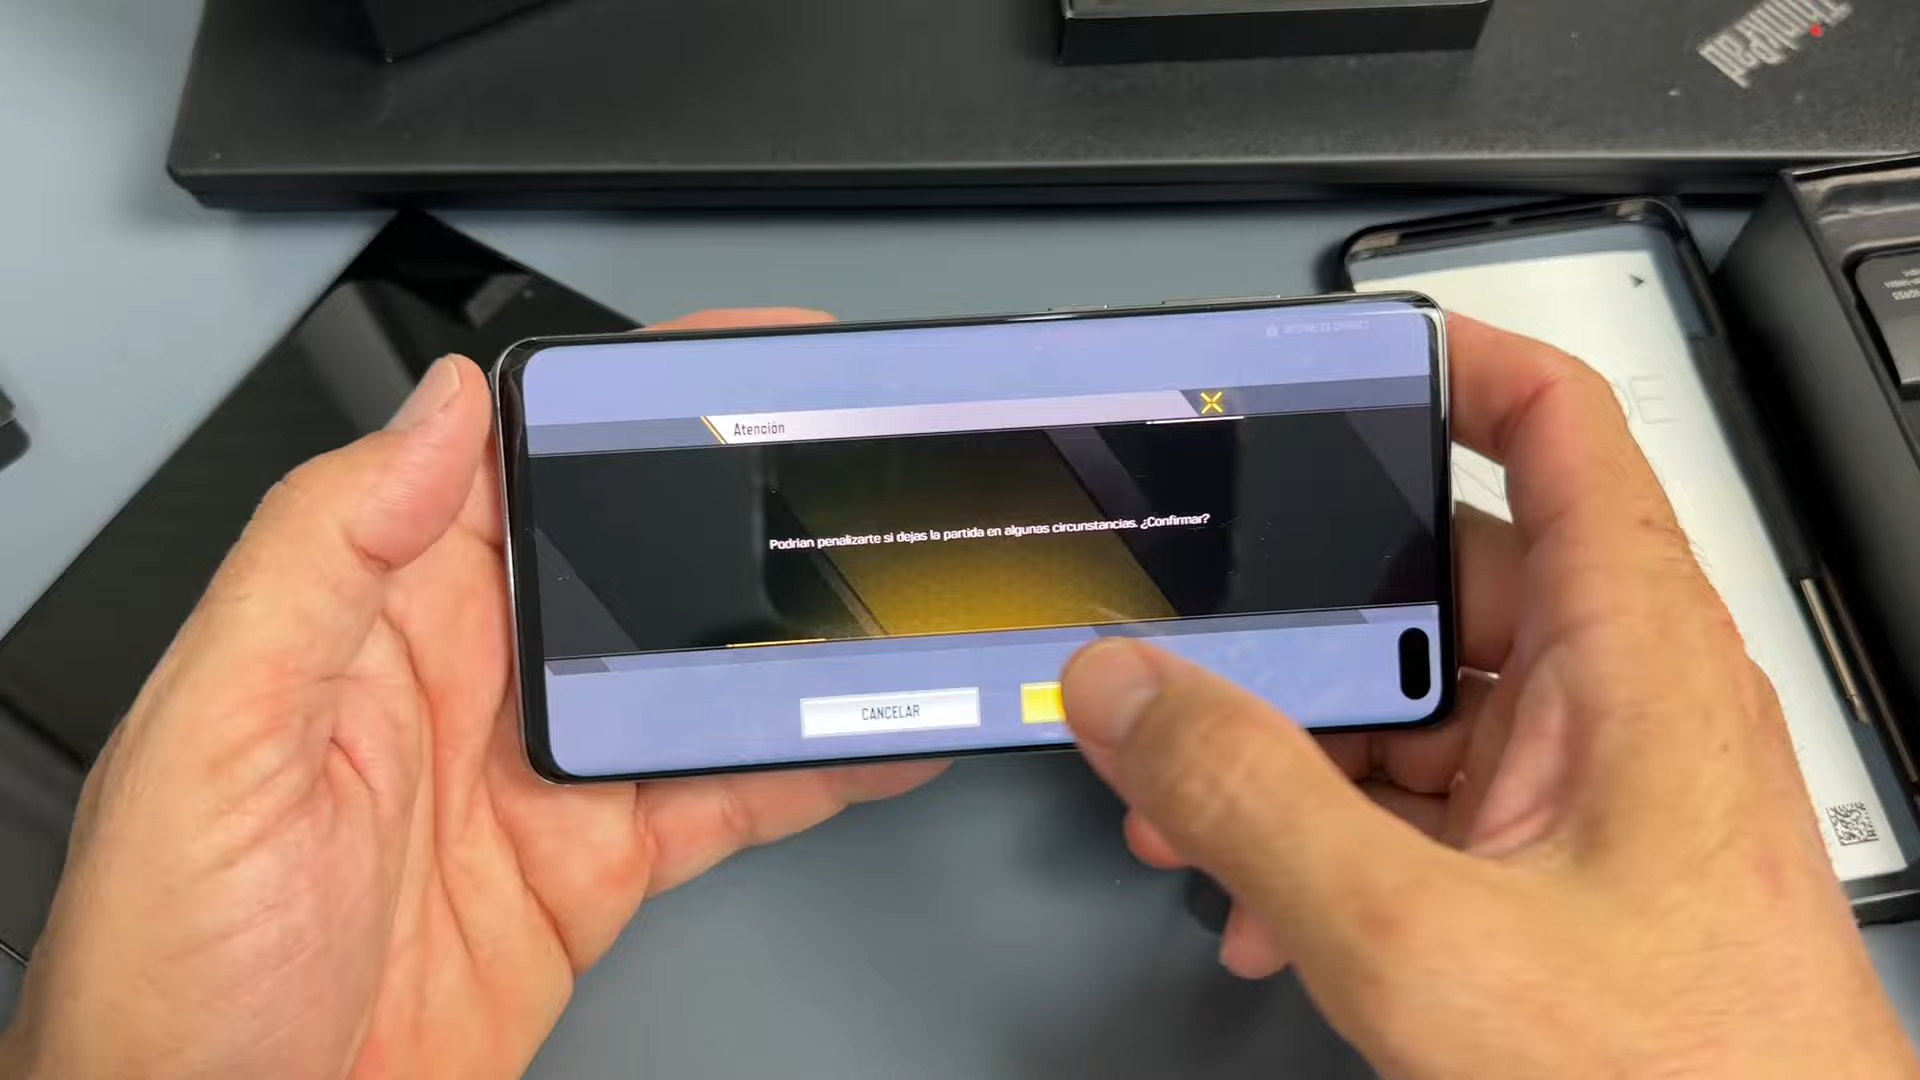 ThinkPad
Atención
Podrían penalizarte si dejas la partida en algunas circunstancias. ¿Confirmar?
CANCELAR